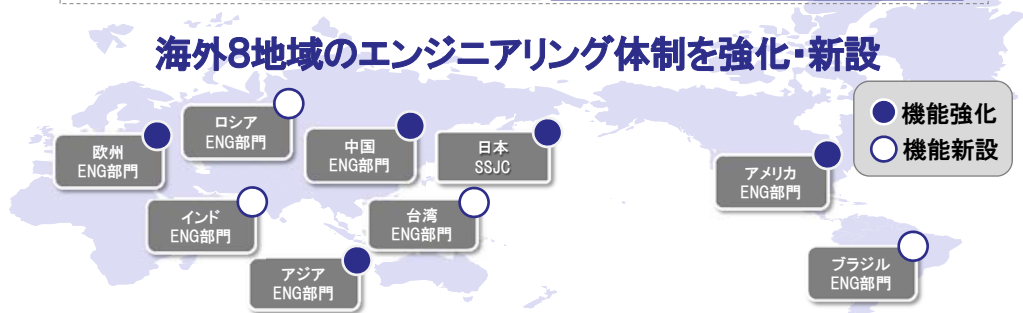 海外8地域のエンジニアリング体制を強化・新設
機能強化
機能新設
ロシア
ENG部門
欧州
ENG部門
中国
ENG部門
日本
SSJC
アメリカ
ENG部門
インド
ENG部門
台湾
ENG部門
アジア
ENG部門
ブラジル
ENG部門